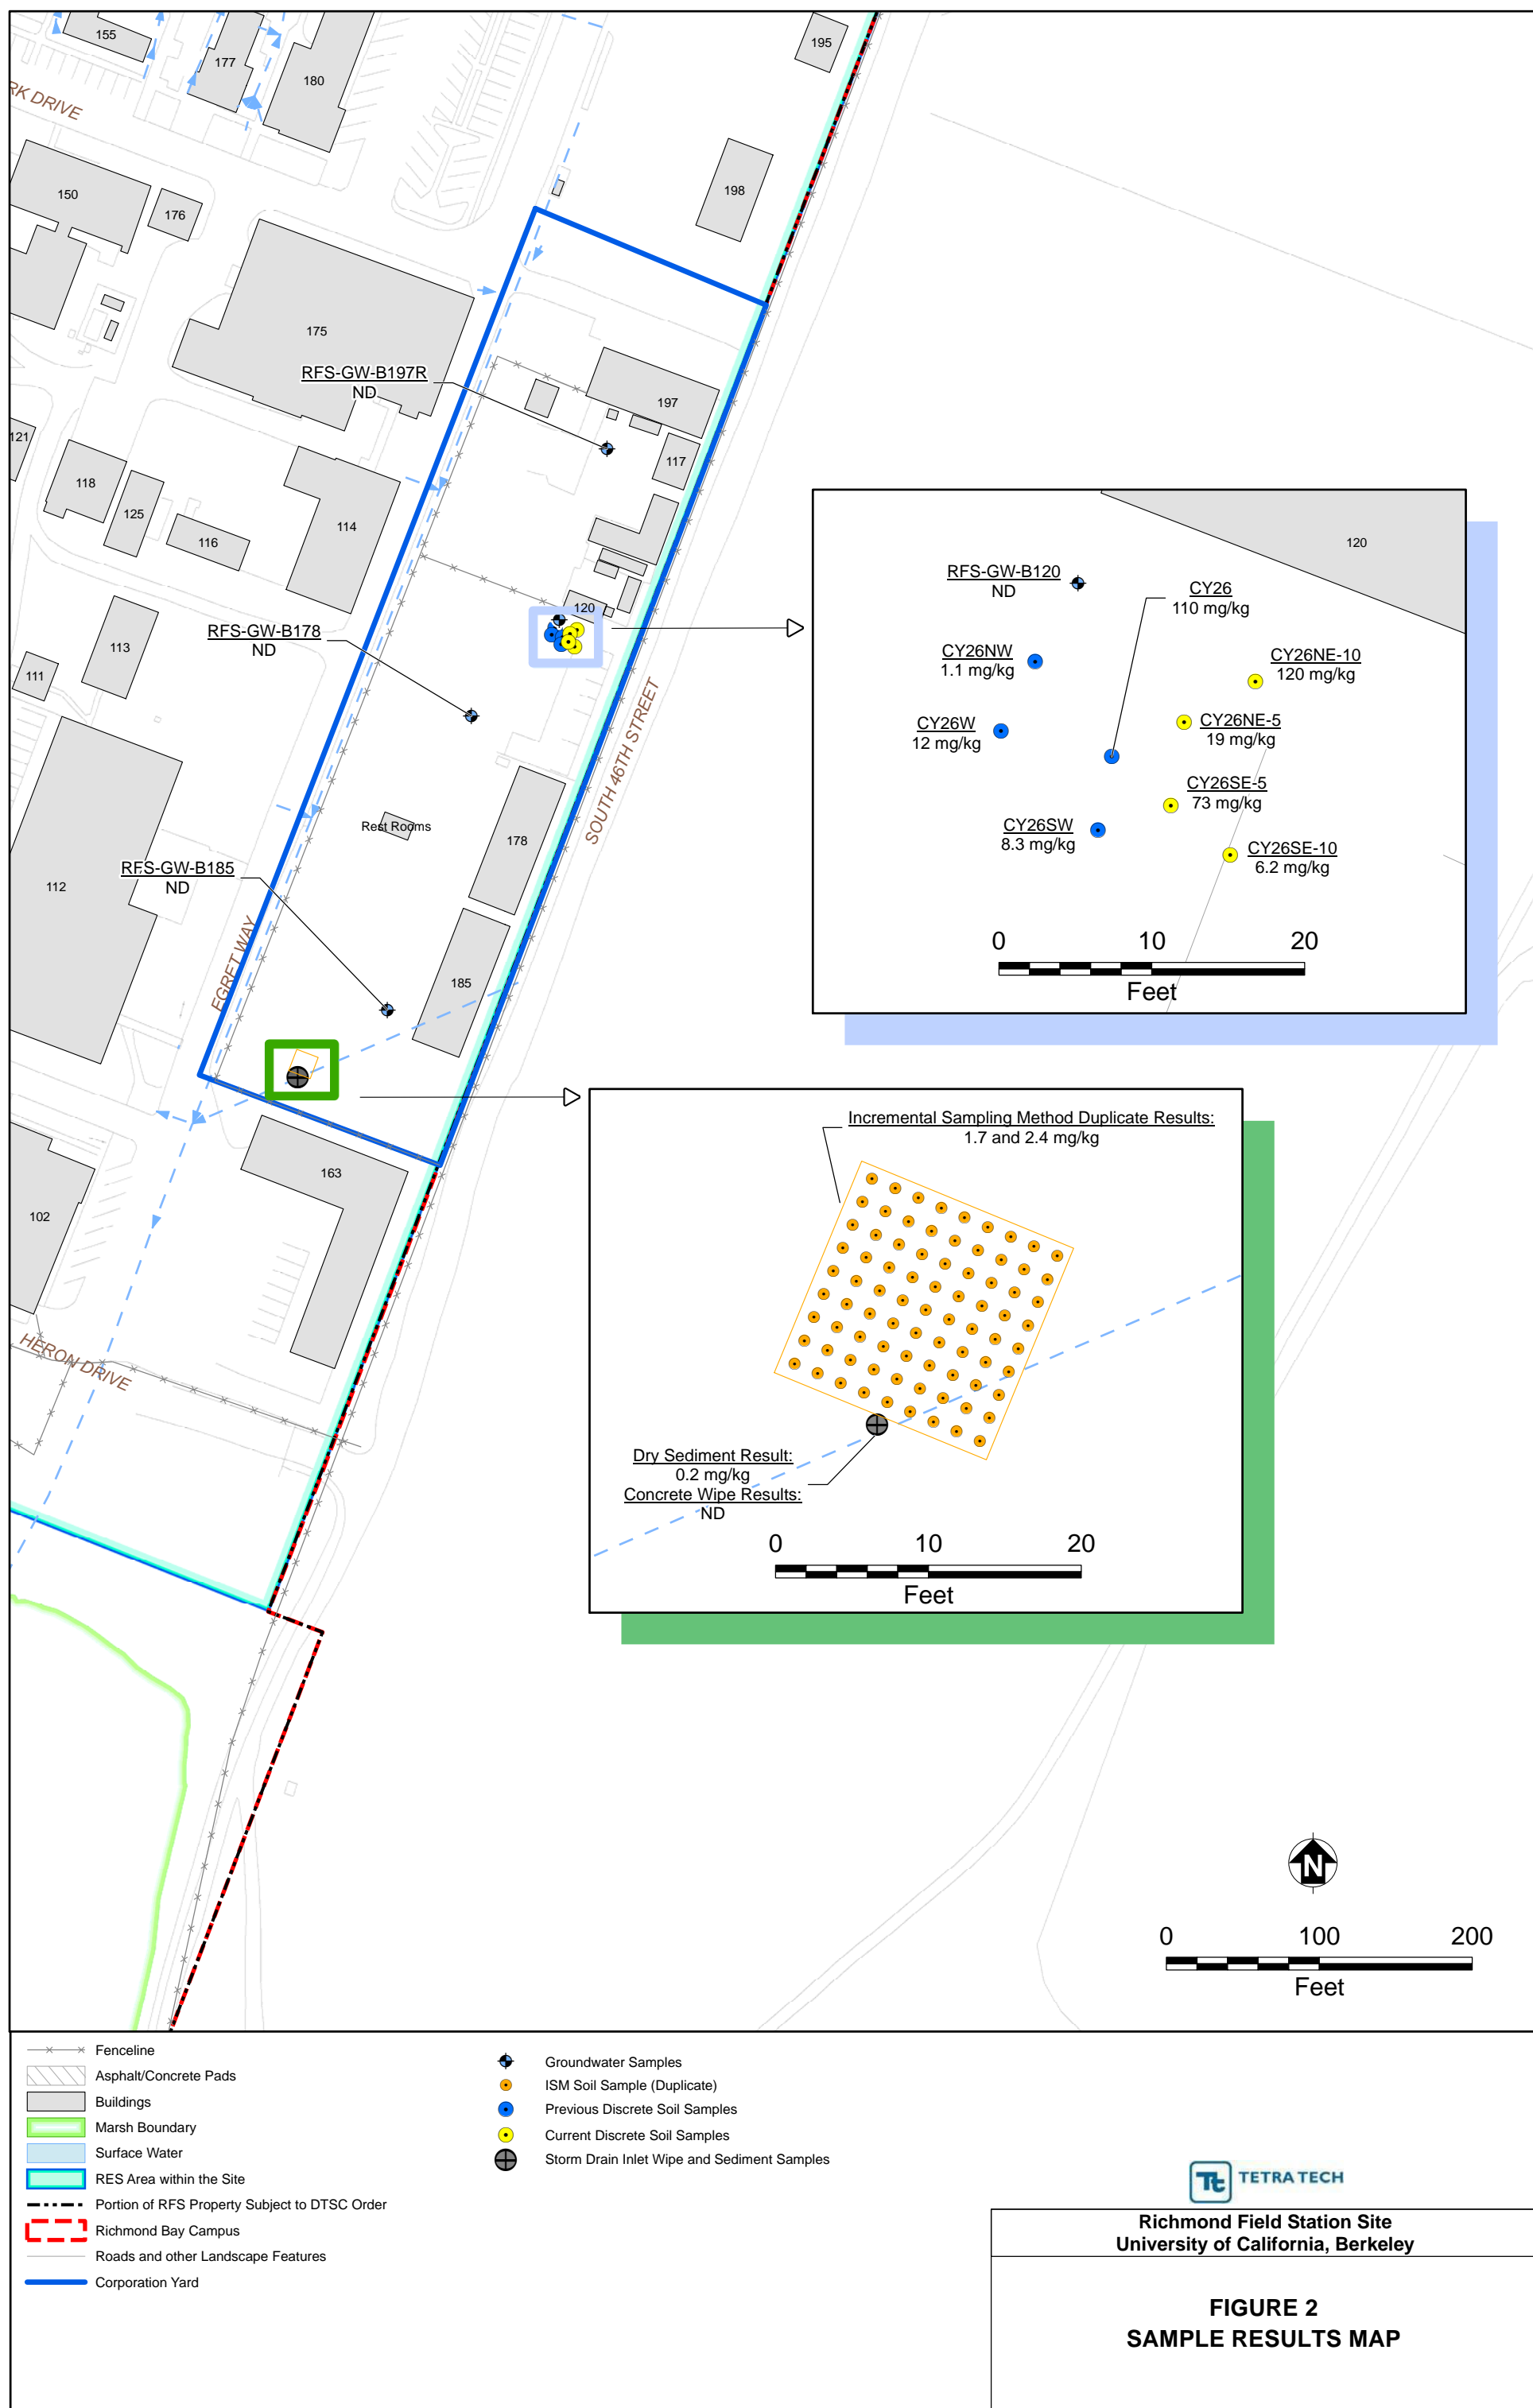 155
177
180
195
RK DRIVE
150
176
198
175
RFS-GW-B197R
ND
197
121
118
125
116
114
117
120
RFS-GW-B178
ND
113
111
SOUTH 46TH STREET
Rest Rooms
178
RFS-GW-B185
ND
112
EGRET WAY
185
163
102
HERON DRIVE
120
RFS-GW-B120
ND
CY26
110 mg/kg
CY26NW
1.1 mg/kg
CY26NE-10
120 mg/kg
CY26W
12 mg/kg
CY26NE-5
19 mg/kg
CY26SE-5
73 mg/kg
CY26SW
8.3 mg/kg
CY26SE-10
6.2 mg/kg
0 10 20
Feet
Incremental Sampling Method Duplicate Results:
1.7 and 2.4 mg/kg
Dry Sediment Result:
0.2 mg/kg
Concrete Wipe Results:
ND
0 10 20
Feet
N
0 100 200
Feet
Fenceline
Asphalt/Concrete Pads
Buildings
Marsh Boundary
Surface Water
RES Area within the Site
Portion of RFS Property Subject to DTSC Order
Richmond Bay Campus
Roads and other Landscape Features
Corporation Yard
Groundwater Samples
ISM Soil Sample (Duplicate)
Previous Discrete Soil Samples
Current Discrete Soil Samples
Storm Drain Inlet Wipe and Sediment Samples
Tt TETRA TECH
Richmond Field Station Site
University of California, Berkeley
FIGURE 2
SAMPLE RESULTS MAP